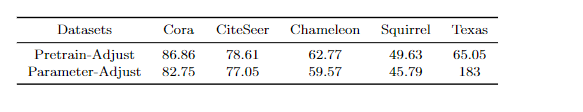 Datasets Cora CiteSeer Chameleon Squirrel Texas
Pretrain-Adjust 86.86 78.61 62.77 49.63 65.05
Parameter-Adjust 82.75 77.05 59.57 45.79 183